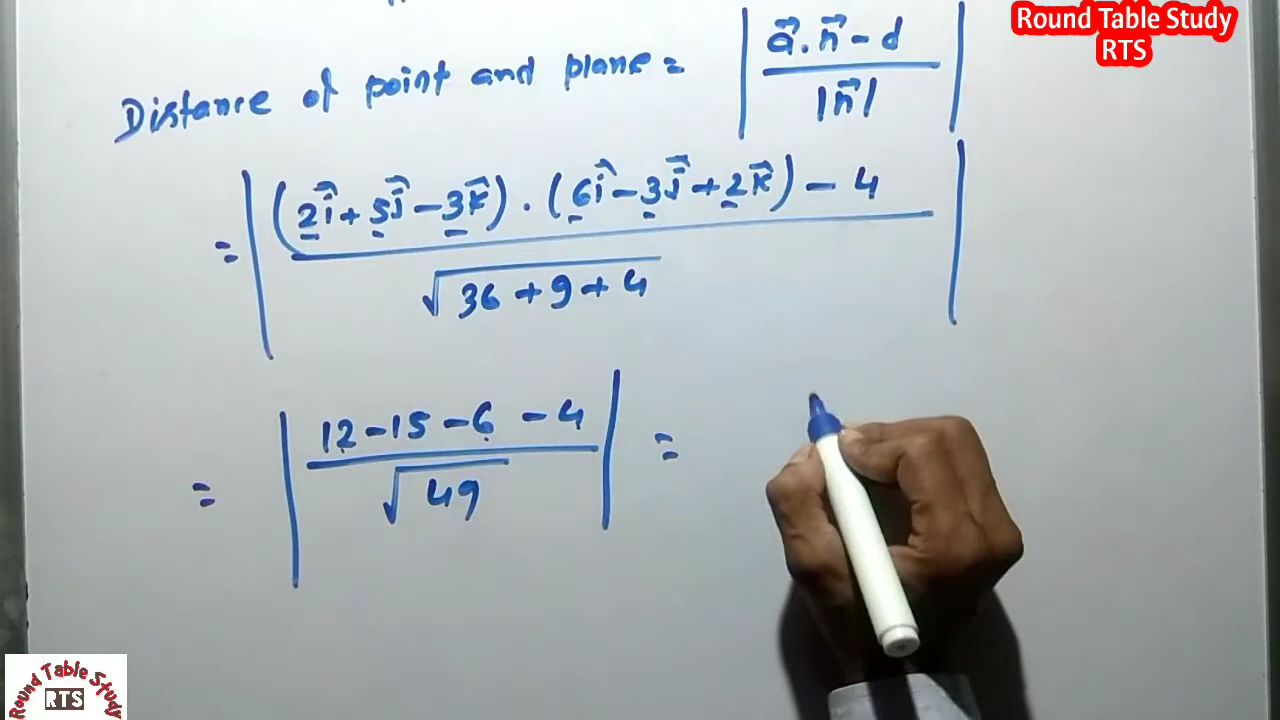 Round Table Study
RTS
Distance of point and plane = | (a⃗.n⃗ - d) / |n⃗| |
= | ((2î + 5ĵ - 3k̂) . (6î - 3ĵ + 2k̂) - 4) / √(36 + 9 + 4) |
= | (12 - 15 - 6 - 4) / √49 | =
Round Table Study
RTS